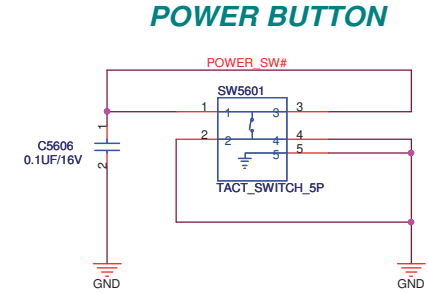 POWER BUTTON
POWER_SW#
SW5601
1 1 3 3
2 2 4 4
5 5
TACT_SWITCH_5P
1
C5606
0.1UF/16V
2
GND
GND